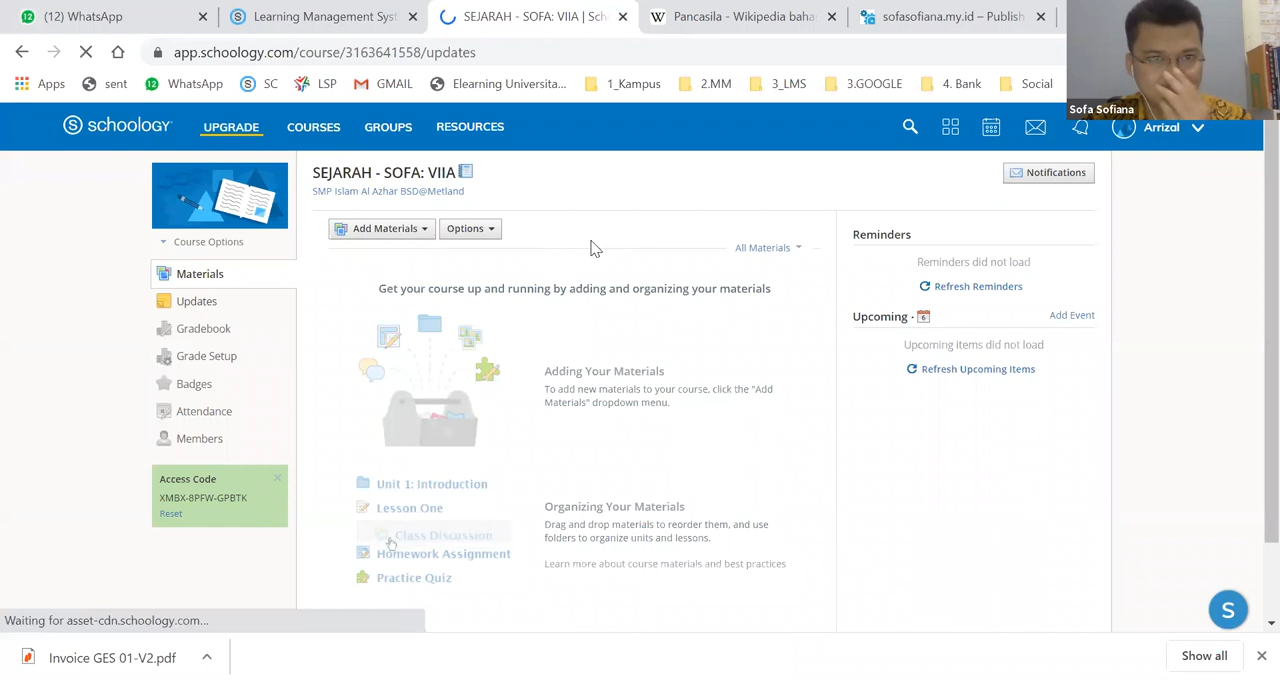 (12) WhatsApp
Learning Management Syst
SEJARAH - SOFA: VIIA | Sch
Pancasila - Wikipedia baha
sofasofiana.my.id – Publish
app.schoology.com/course/3163641558/updates
Apps
sent
WhatsApp
SC
LSP
GMAIL
Elearning Universita...
1_Kampus
2.MM
3_LMS
3.GOOGLE
4. Bank
Social
Sofa Sofiana
schoology
UPGRADE
COURSES
GROUPS
RESOURCES
Arrizal
SEJARAH - SOFA: VIIA
SMP Islam Al Azhar BSD@Metland
Notifications
Course Options
Materials
Updates
Gradebook
Grade Setup
Badges
Attendance
Members
Access Code
XMBX-8PFW-GPBTK
Reset
Add Materials
Options
All Materials
Get your course up and running by adding and organizing your materials
Adding Your Materials
To add new materials to your course, click the "Add
Materials" dropdown menu.
Unit 1: Introduction
Lesson One
Class Discussion
Homework Assignment
Practice Quiz
Organizing Your Materials
Drag and drop materials to reorder them, and use
folders to organize units and lessons.
Learn more about course materials and best practices
Reminders
Reminders did not load
Refresh Reminders
Upcoming · 6
Add Event
Upcoming items did not load
Refresh Upcoming Items
S
Waiting for asset-cdn.schoology.com...
Invoice GES 01-V2.pdf
Show all